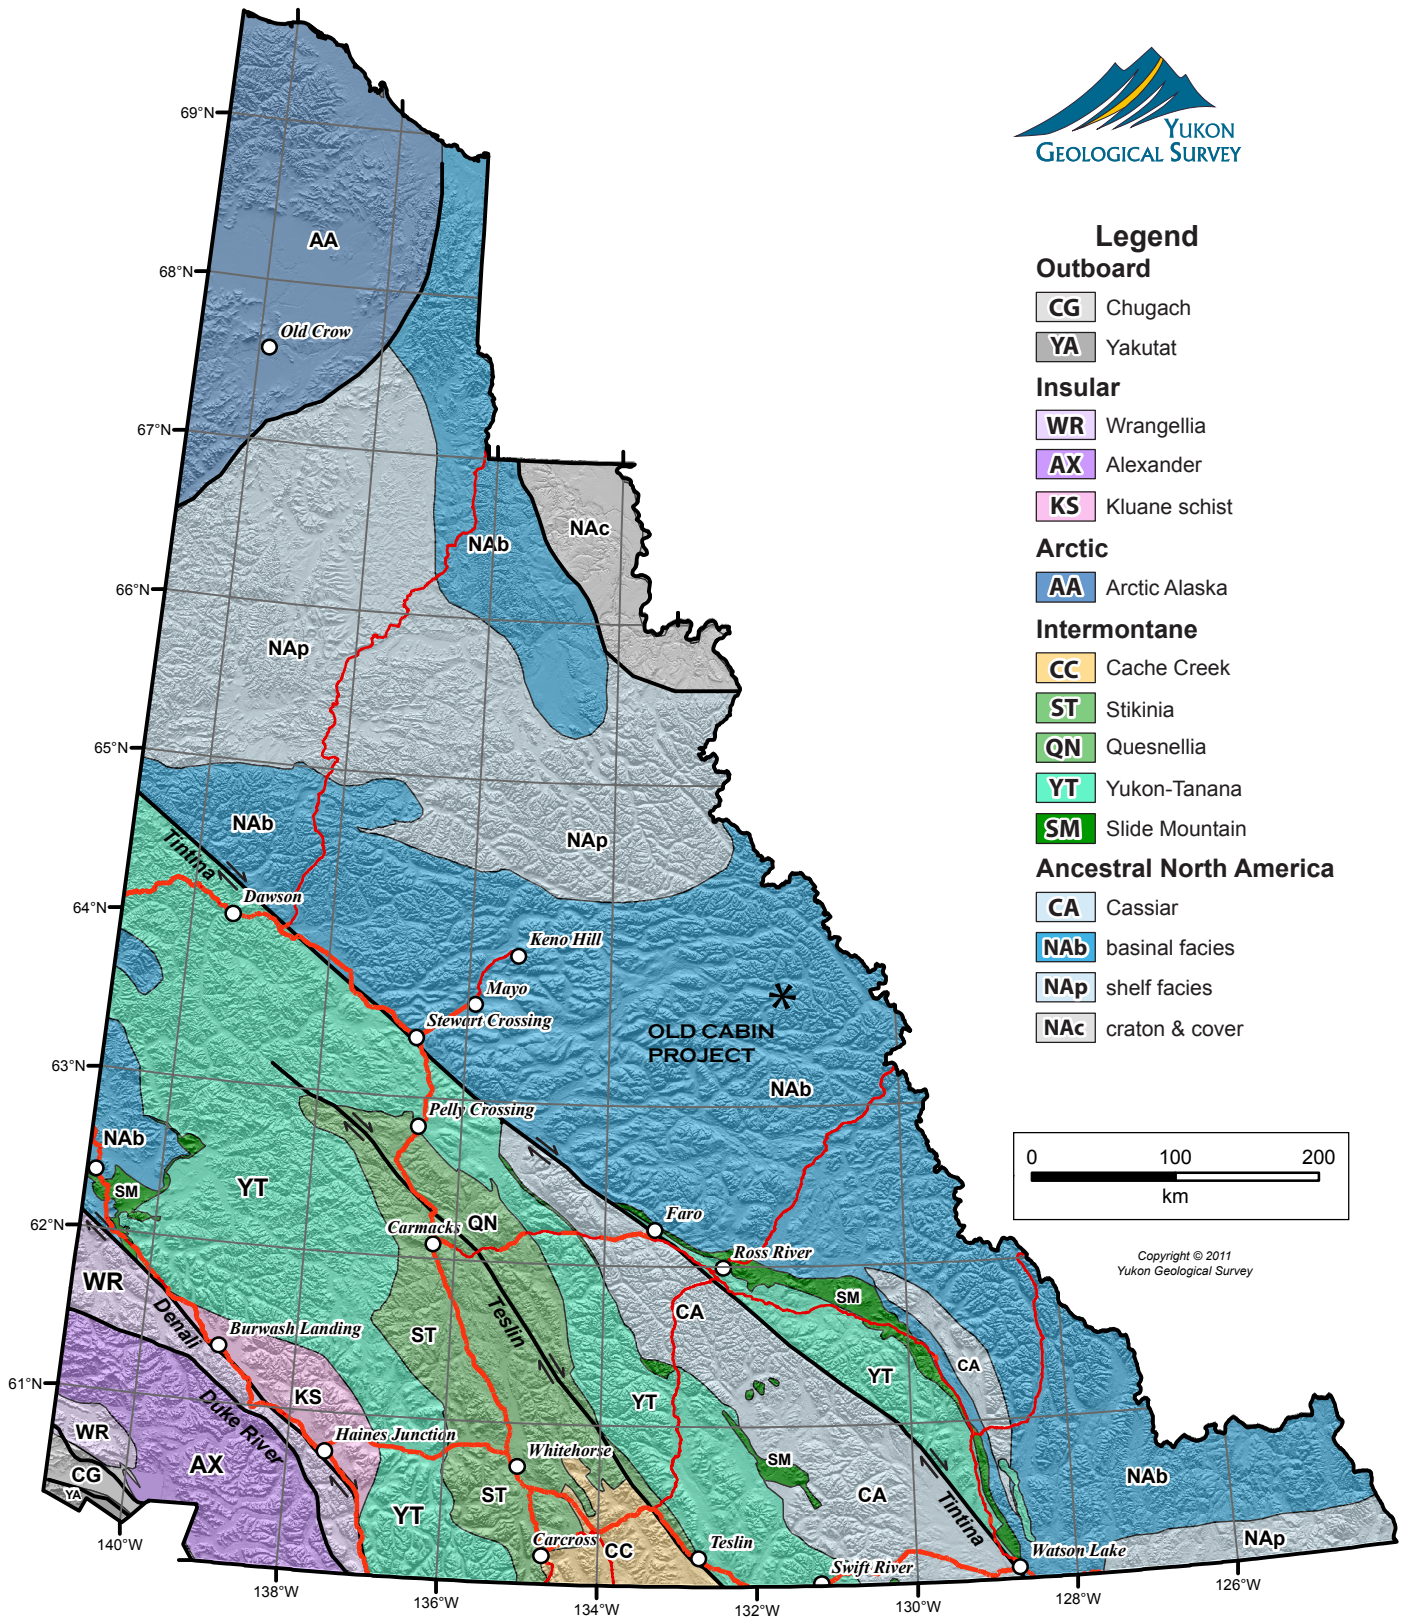 YUKON
GEOLOGICAL SURVEY
Legend
Outboard
CG Chugach
YA Yakutat
Insular
WR Wrangellia
AX Alexander
KS Kluane schist
Arctic
AA Arctic Alaska
Intermontane
CC Cache Creek
ST Stikinia
QN Quesnellia
YT Yukon-Tanana
SM Slide Mountain
Ancestral North America
CA Cassiar
NAb basinal facies
NAp shelf facies
NAc craton & cover
0 100 200
km
Copyright © 2011
Yukon Geological Survey
69°N
68°N
67°N
66°N
65°N
64°N
63°N
62°N
61°N
140°W
138°W
136°W
134°W
132°W
130°W
128°W
126°W
AA
Old Crow
NAc
NAb
NAp
NAb
NAp
Tintina
Dawson
Keno Hill
Mayo
Stewart Crossing
*
OLD CABIN
PROJECT
NAb
Pelly Crossing
NAb
SM
YT
Carmacks
QN
Faro
Ross River
WR
Denali
Burwash Landing
ST
Teslin
CA
SM
CA
YT
KS
Duke River
YT
WR
Haines Junction
Whitehorse
AX
CG
YA
YT
ST
SM
CA
Tintina
NAb
NAp
Carcross
CC
Teslin
Swift River
Watson Lake